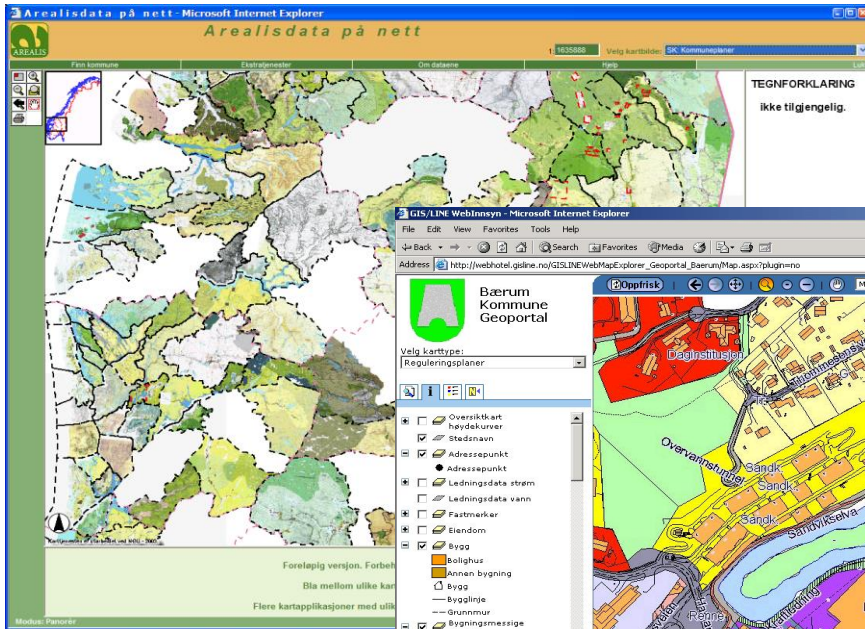 Arealisdata på nett - Microsoft Internet Explorer
AREALIS
Arealisdata på nett
1: 1635888 Velg kartbilde: SK: Kommuneplaner
Finn kommune Ekstratjenester Om dataene Hjelp
TEGNFORKLARING
ikke tilgjengelig.
Foreløpig versjon.
Bla mellom ulike
Flere kartapplikasjoner med
Modus: Panorér
GIS/LINE WebInnsyn - Microsoft Internet Explorer
File Edit View Favorites Tools Help
Back Search Favorites Media
Address http://webhotel.gisline.no/GISLINEWebMapExplorer_Geoportal_Baerum/Map.aspx?plugin=no
Bærum
Kommune
Geoportal
Velg karttype:
Reguleringsplaner
Oversiktkart
høydekurver
Stedsnavn
Adressepunkt
Adressepunkt
Ledningsdata strøm
Ledningsdata vann
Fastmerker
Eiendom
Bygg
Bolighus
Annen bygning
Bygg
Bygglinje
Grunnmur
Bygningsmessige
Oppfrisk
Daginstitusjon
Tr.
G.
Overvannstunnel
Sandk.
Sandk.
Sandk.
Sandvikselva
Renne